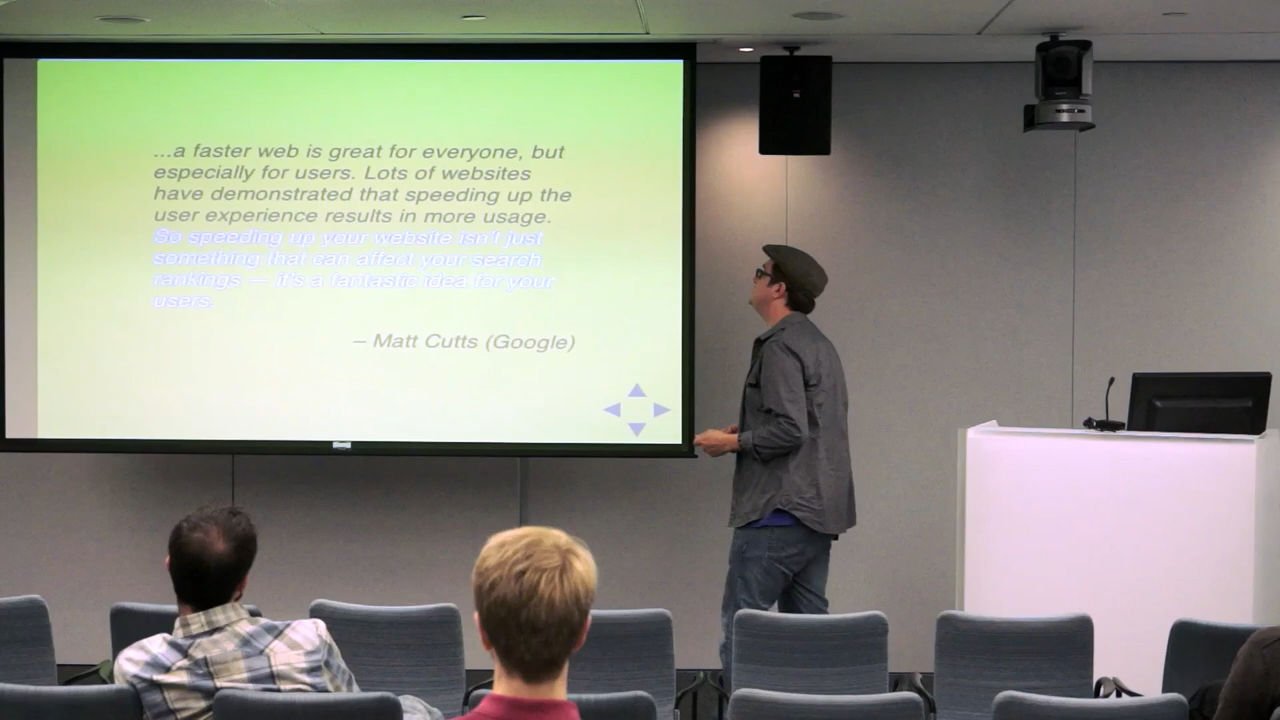 ...a faster web is great for everyone, but
especially for users. Lots of websites
have demonstrated that speeding up the
user experience results in more usage.
So speeding up your website isn't just
something that can affect your search
rankings — it's a fantastic idea for your
users.
– Matt Cutts (Google)